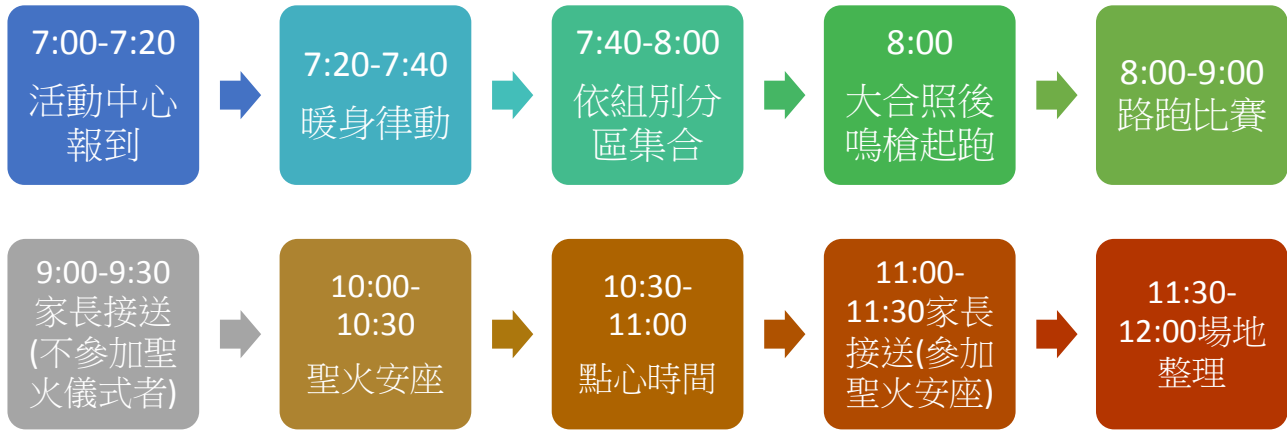 7:00-7:20
活動中心
報到
7:20-7:40
暖身律動
7:40-8:00
依組別分
區集合
8:00
大合照後
鳴槍起跑
8:00-9:00
路跑比賽
9:00-9:30
家長接送
(不參加聖
火儀式者)
10:00-
10:30
聖火安座
10:30-
11:00
點心時間
11:00-
11:30家長
接送(參加
聖火安座)
11:30-
12:00場地
整理